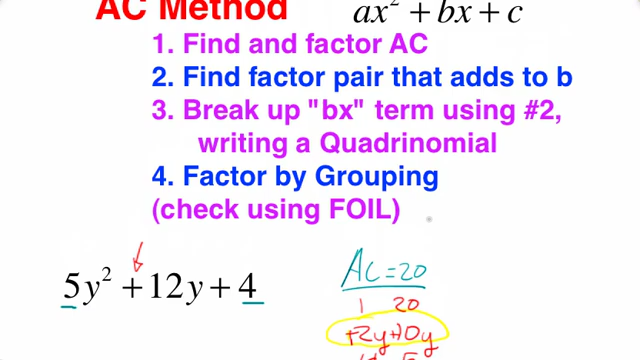 AC Method
ax² + bx + c
1. Find and factor AC
2. Find factor pair that adds to b
3. Break up "bx" term using #2,
writing a Quadrinomial
4. Factor by Grouping
(check using FOIL)
5y² + 12y + 4
AC = 20
1 20
+2y+10y